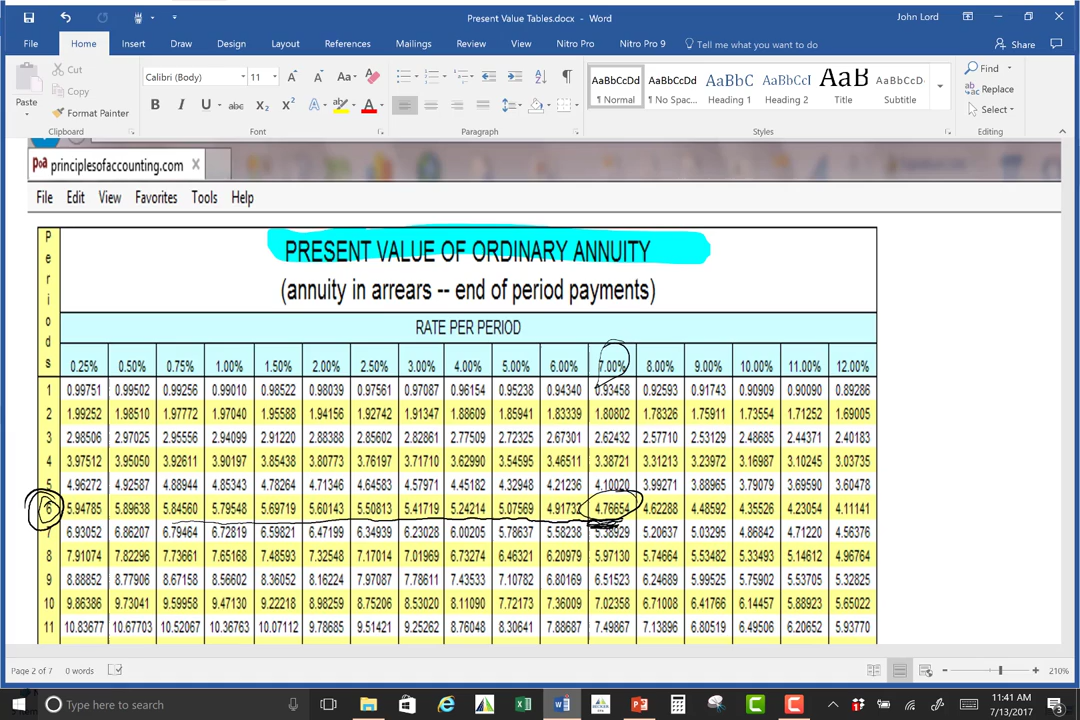 Present Value Tables.docx - Word
John Lord
File Home Insert Draw Design Layout References Mailings Review View Nitro Pro Nitro Pro 9 Tell me what you want to do Share
Paste
Cut
Copy
Format Painter
Clipboard
Calibri (Body) 11
Font
Paragraph
AaBbCcDd AaBbCcDd AaBbC AaBbCcI AaB AaBbCcD
¶ Normal ¶ No Spac... Heading 1 Heading 2 Title Subtitle
Styles
Find
Replace
Select
Editing
principlesofaccounting.com
File Edit View Favorites Tools Help
Periods
PRESENT VALUE OF ORDINARY ANNUITY
(annuity in arrears -- end of period payments)
RATE PER PERIOD
0.25% 0.50% 0.75% 1.00% 1.50% 2.00% 2.50% 3.00% 4.00% 5.00% 6.00% 7.00% 8.00% 9.00% 10.00% 11.00% 12.00%
1 0.99751 0.99502 0.99256 0.99010 0.98522 0.98039 0.97561 0.97087 0.96154 0.95238 0.94340 0.93458 0.92593 0.91743 0.90909 0.90090 0.89286
2 1.99252 1.98510 1.97772 1.97040 1.95588 1.94156 1.92742 1.91347 1.88609 1.85941 1.83339 1.80802 1.78326 1.75911 1.73554 1.71252 1.69005
3 2.98506 2.97025 2.95556 2.94099 2.91220 2.88388 2.85602 2.82861 2.77509 2.72325 2.67301 2.62432 2.57710 2.53129 2.48685 2.44371 2.40183
4 3.97512 3.95050 3.92611 3.90197 3.85438 3.80773 3.76197 3.71710 3.62990 3.54595 3.46511 3.38721 3.31213 3.23972 3.16987 3.10245 3.03735
5 4.96272 4.92587 4.88944 4.85343 4.78264 4.71346 4.64583 4.57971 4.45182 4.32948 4.21236 4.10020 3.99271 3.88965 3.79079 3.69590 3.60478
6 5.94785 5.89638 5.84560 5.79548 5.69719 5.60143 5.50813 5.41719 5.24214 5.07569 4.91732 4.76654 4.62288 4.48592 4.35526 4.23054 4.11141
7 6.93052 6.86207 6.79464 6.72819 6.59821 6.47199 6.34939 6.23028 6.00205 5.78637 5.58238 5.38929 5.20637 5.03295 4.86842 4.71220 4.56376
8 7.91074 7.82296 7.73661 7.65168 7.48593 7.32548 7.17014 7.01969 6.73274 6.46321 6.20979 5.97130 5.74664 5.53482 5.33493 5.14612 4.96764
9 8.88852 8.77906 8.67158 8.56602 8.36052 8.16224 7.97087 7.78611 7.43533 7.10782 6.80169 6.51523 6.24689 5.99525 5.75902 5.53705 5.32825
10 9.86386 9.73041 9.59958 9.47130 9.22218 8.98259 8.75206 8.53020 8.11090 7.72173 7.36009 7.02358 6.71008 6.41766 6.14457 5.88923 5.65022
11 10.83677 10.67703 10.52067 10.36763 10.07112 9.78685 9.51421 9.25262 8.76048 8.30641 7.88687 7.49867 7.13896 6.80519 6.49506 6.20652 5.93770
Page 2 of 7 0 words 210%
Type here to search
11:41 AM
7/13/2017